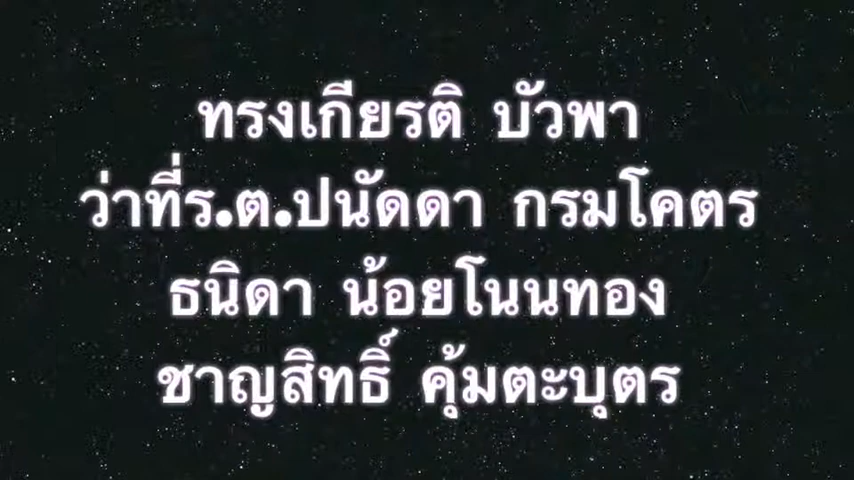 ทรงเกียรติ บัวพา
ว่าที่ร.ต.ปนัดดา กรมโคตร
ธนิดา น้อยโนนทอง
ชาญสิทธิ์ คุ้มตะบุตร